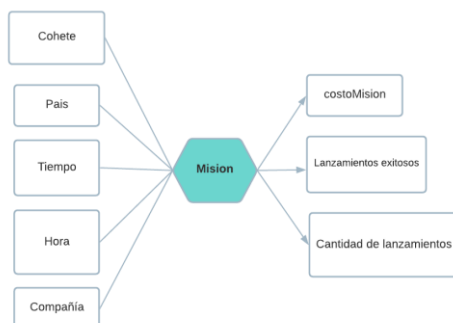 Cohete
Pais
Tiempo
Hora
Compañía
Mision
costoMision
Lanzamientos exitosos
Cantidad de lanzamientos